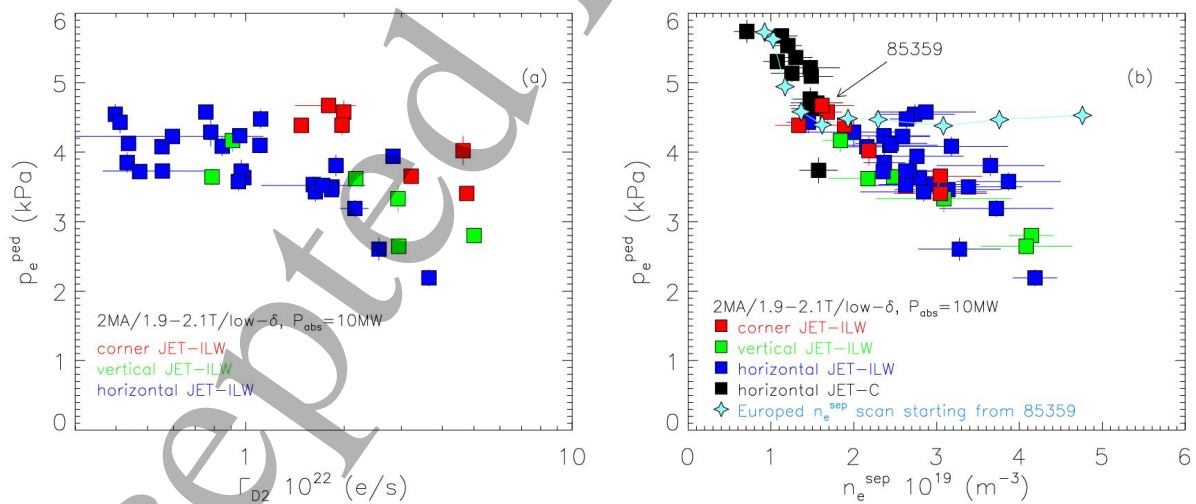 6
5
4
3
2
1
0
p_e^ped (kPa)
(a)
2MA/1.9−2.1T/low−δ, P_abs=10MW
corner JET−ILW
vertical JET−ILW
horizontal JET−ILW
1
10
Γ_D2 10^22 (e/s)
epted
6
5
4
3
2
1
0
p_e^ped (kPa)
85359
(b)
2MA/1.9−2.1T/low−δ, P_abs=10MW
corner JET−ILW
vertical JET−ILW
horizontal JET−ILW
horizontal JET−C
Europed n_e^sep scan starting from 85359
0
1
2
3
4
5
6
n_e^sep 10^19 (m^−3)